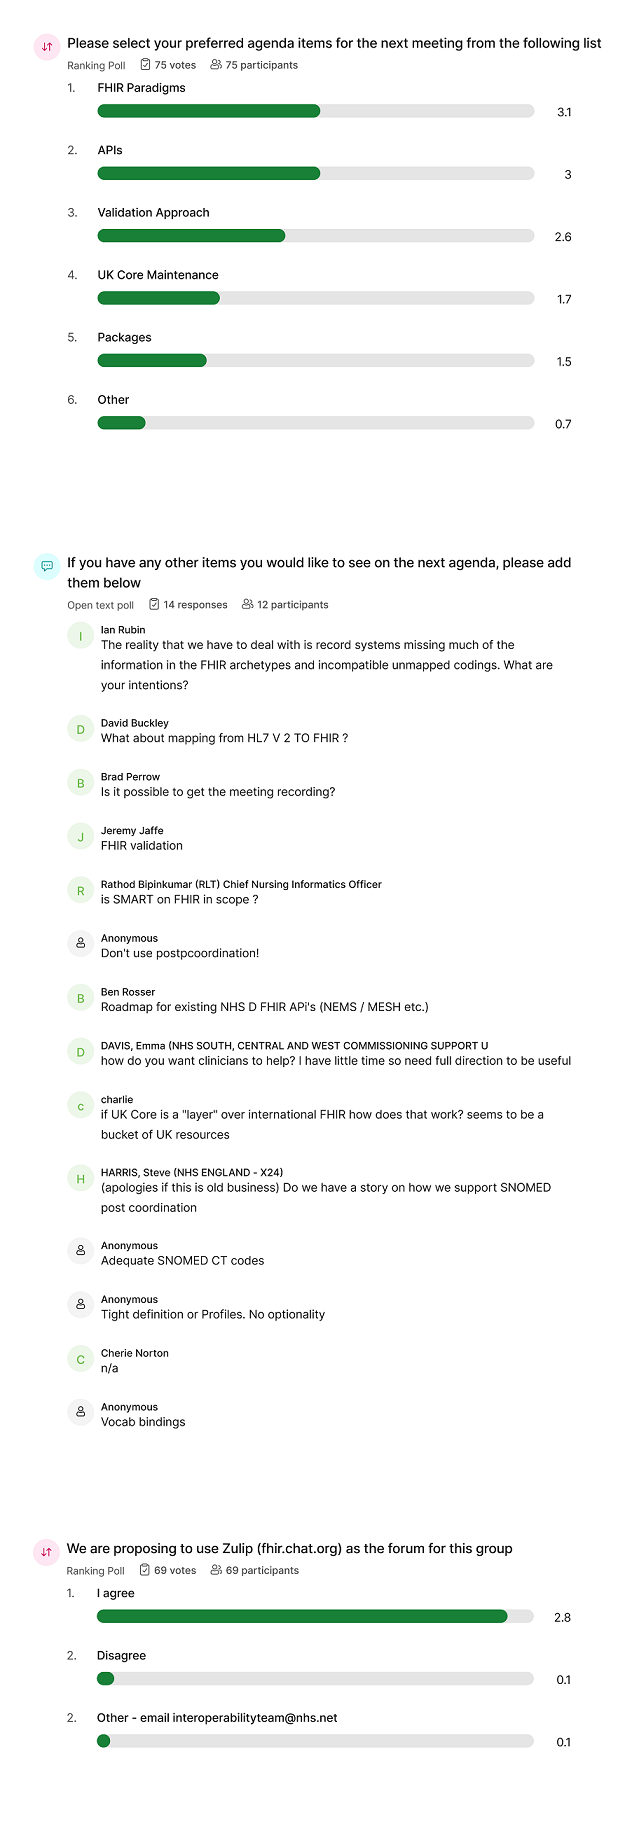 Please select your preferred agenda items for the next meeting from the following list
Ranking Poll 75 votes 75 participants
1. FHIR Paradigms
3.1
2. APIs
3
3. Validation Approach
2.6
4. UK Core Maintenance
1.7
5. Packages
1.5
6. Other
0.7
If you have any other items you would like to see on the next agenda, please add
them below
Open text poll 14 responses 12 participants
I
Ian Rubin
The reality that we have to deal with is record systems missing much of the
information in the FHIR archetypes and incompatible unmapped codings. What are
your intentions?
D
David Buckley
What about mapping from HL7 V 2 TO FHIR ?
B
Brad Perrow
Is it possible to get the meeting recording?
J
Jeremy Jaffe
FHIR validation
R
Rathod Bipinkumar (RLT) Chief Nursing Informatics Officer
is SMART on FHIR in scope ?
Anonymous
Don't use postpcoordination!
B
Ben Rosser
Roadmap for existing NHS D FHIR APi's (NEMS / MESH etc.)
D
DAVIS, Emma (NHS SOUTH, CENTRAL AND WEST COMMISSIONING SUPPORT U
how do you want clinicians to help? I have little time so need full direction to be useful
c
charlie
if UK Core is a "layer" over international FHIR how does that work? seems to be a
bucket of UK resources
H
HARRIS, Steve (NHS ENGLAND - X24)
(apologies if this is old business) Do we have a story on how we support SNOMED
post coordination
Anonymous
Adequate SNOMED CT codes
Anonymous
Tight definition or Profiles. No optionality
C
Cherie Norton
n/a
Anonymous
Vocab bindings
We are proposing to use Zulip (fhir.chat.org) as the forum for this group
Ranking Poll 69 votes 69 participants
1. I agree
2.8
2. Disagree
0.1
2. Other - email interoperabilityteam@nhs.net
0.1